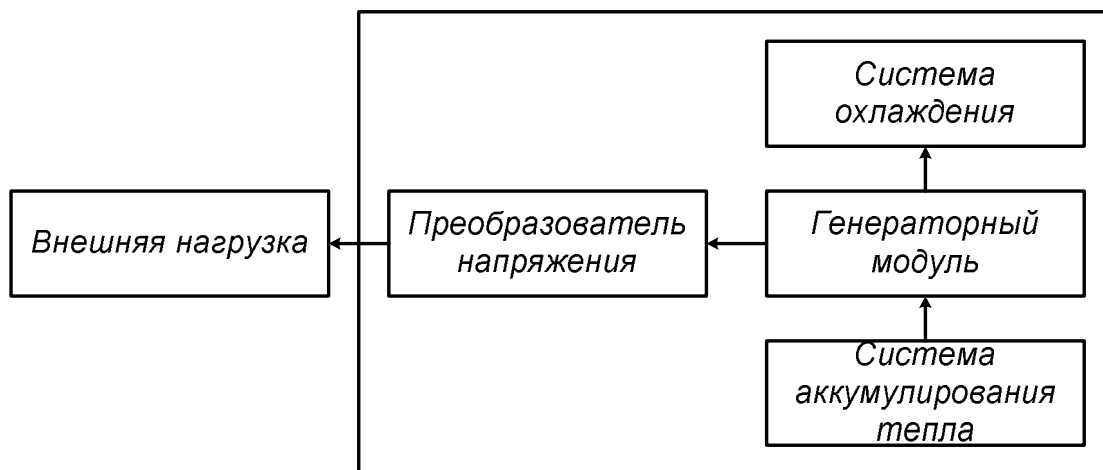 Система
охлаждения
Внешняя нагрузка
Преобразователь
напряжения
Генераторный
модуль
Система
аккумулирования
тепла